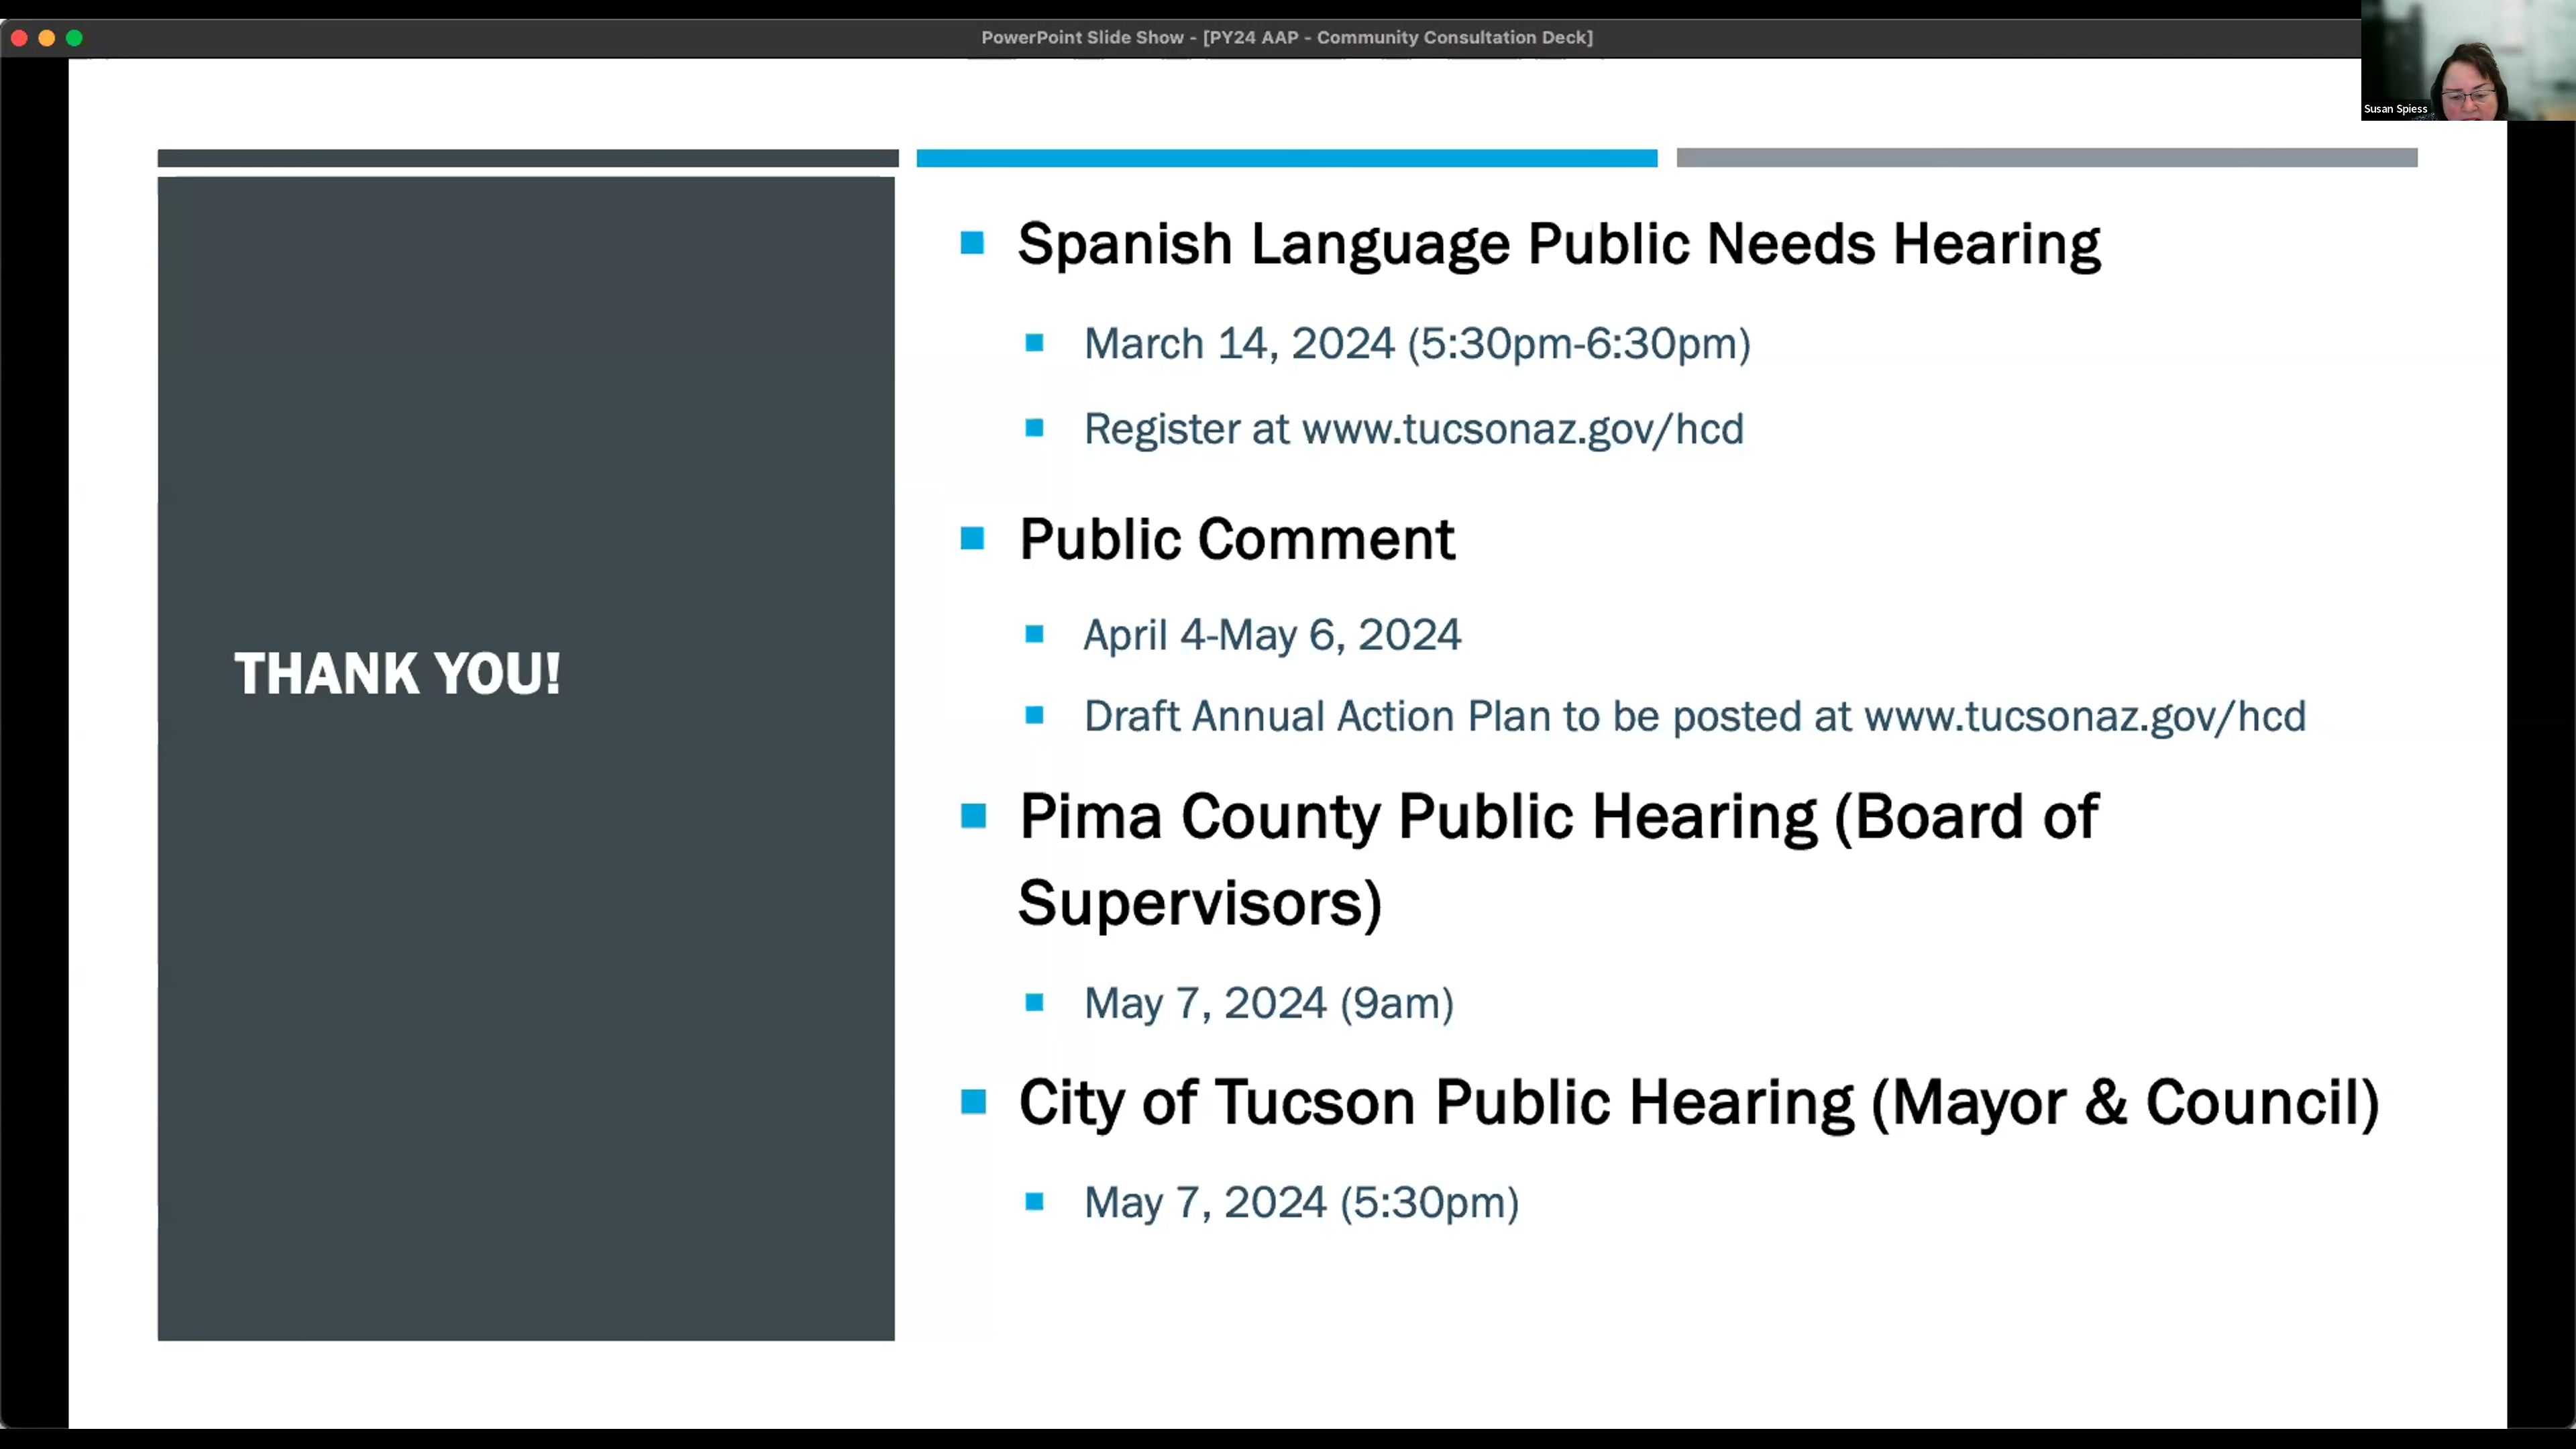 PowerPoint Slide Show - [PY24 AAP - Community Consultation Deck]
Susan Spiess
THANK YOU!
Spanish Language Public Needs Hearing
March 14, 2024 (5:30pm-6:30pm)
Register at www.tucsonaz.gov/hcd
Public Comment
April 4-May 6, 2024
Draft Annual Action Plan to be posted at www.tucsonaz.gov/hcd
Pima County Public Hearing (Board of
Supervisors)
May 7, 2024 (9am)
City of Tucson Public Hearing (Mayor & Council)
May 7, 2024 (5:30pm)